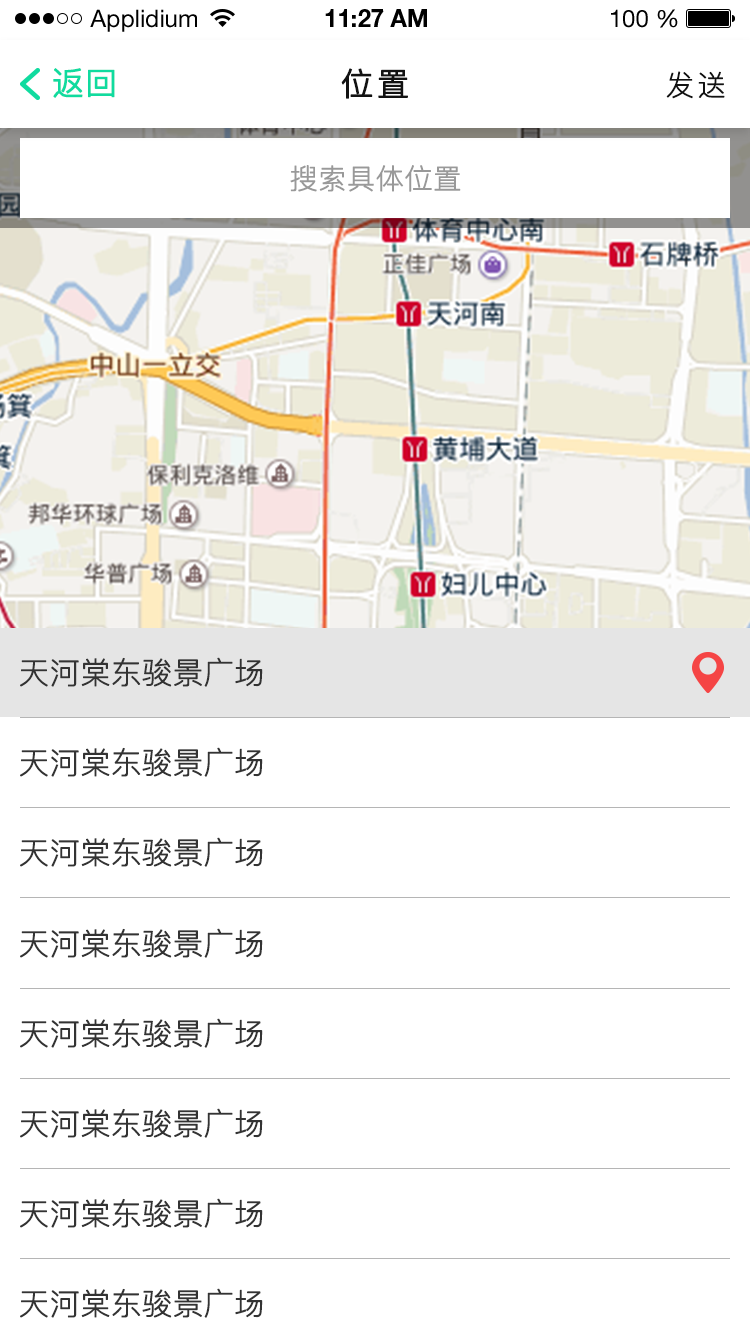 Applidium 11:27 AM 100 %
返回 位置 发送
搜索具体位置
园
体育中心南
石牌桥
正佳广场
天河南
中山一立交
箕
黄埔大道
保利克洛维
邦华环球广场
华普广场
妇儿中心
天河棠东骏景广场
天河棠东骏景广场
天河棠东骏景广场
天河棠东骏景广场
天河棠东骏景广场
天河棠东骏景广场
天河棠东骏景广场
天河棠东骏景广场